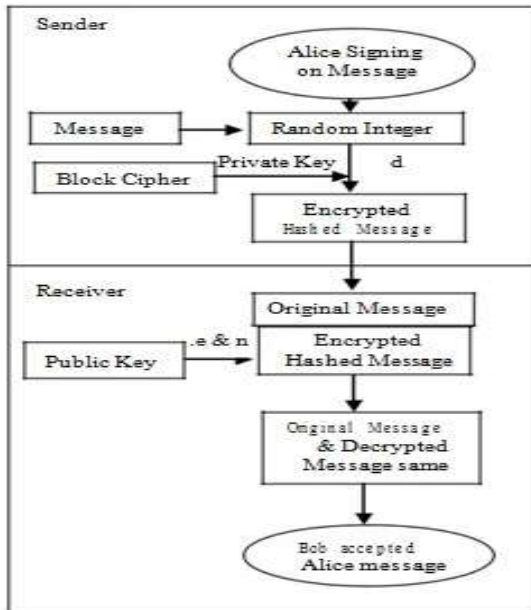 Sender
Alice Signing
on Message
Message
Random Integer
Private Key d
Block Cipher
Encrypted
Hashed Message
Receiver
Original Message
.e & n
Public Key
Encrypted
Hashed Message
Original Message
& Decrypted
Message same
Bob accepted
Alice message